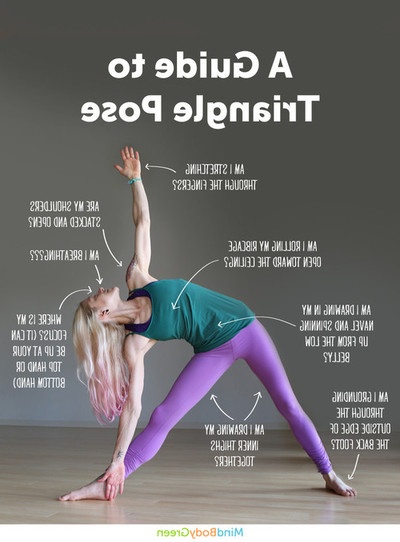 A Guide to
Triangle Pose
AM I STRETCHING
THROUGH THE FINGERS?
ARE MY SHOULDERS
STACKED AND OPEN?
AM I BREATHING???
AM I ROLLING MY RIBCAGE
OPEN TOWARD THE CEILING?
WHERE IS MY
FOCUS? (IT CAN
BE UP AT YOUR
TOP HAND OR
BOTTOM HAND)
AM I DRAWING IN MY
NAVEL AND SPINNING
UP FROM THE LOW
BELLY?
AM I DRAWING MY
INNER THIGHS
TOGETHER?
AM I GROUNDING
THROUGH THE
OUTSIDE EDGE OF
THE BACK FOOT?
MindBodyGreen